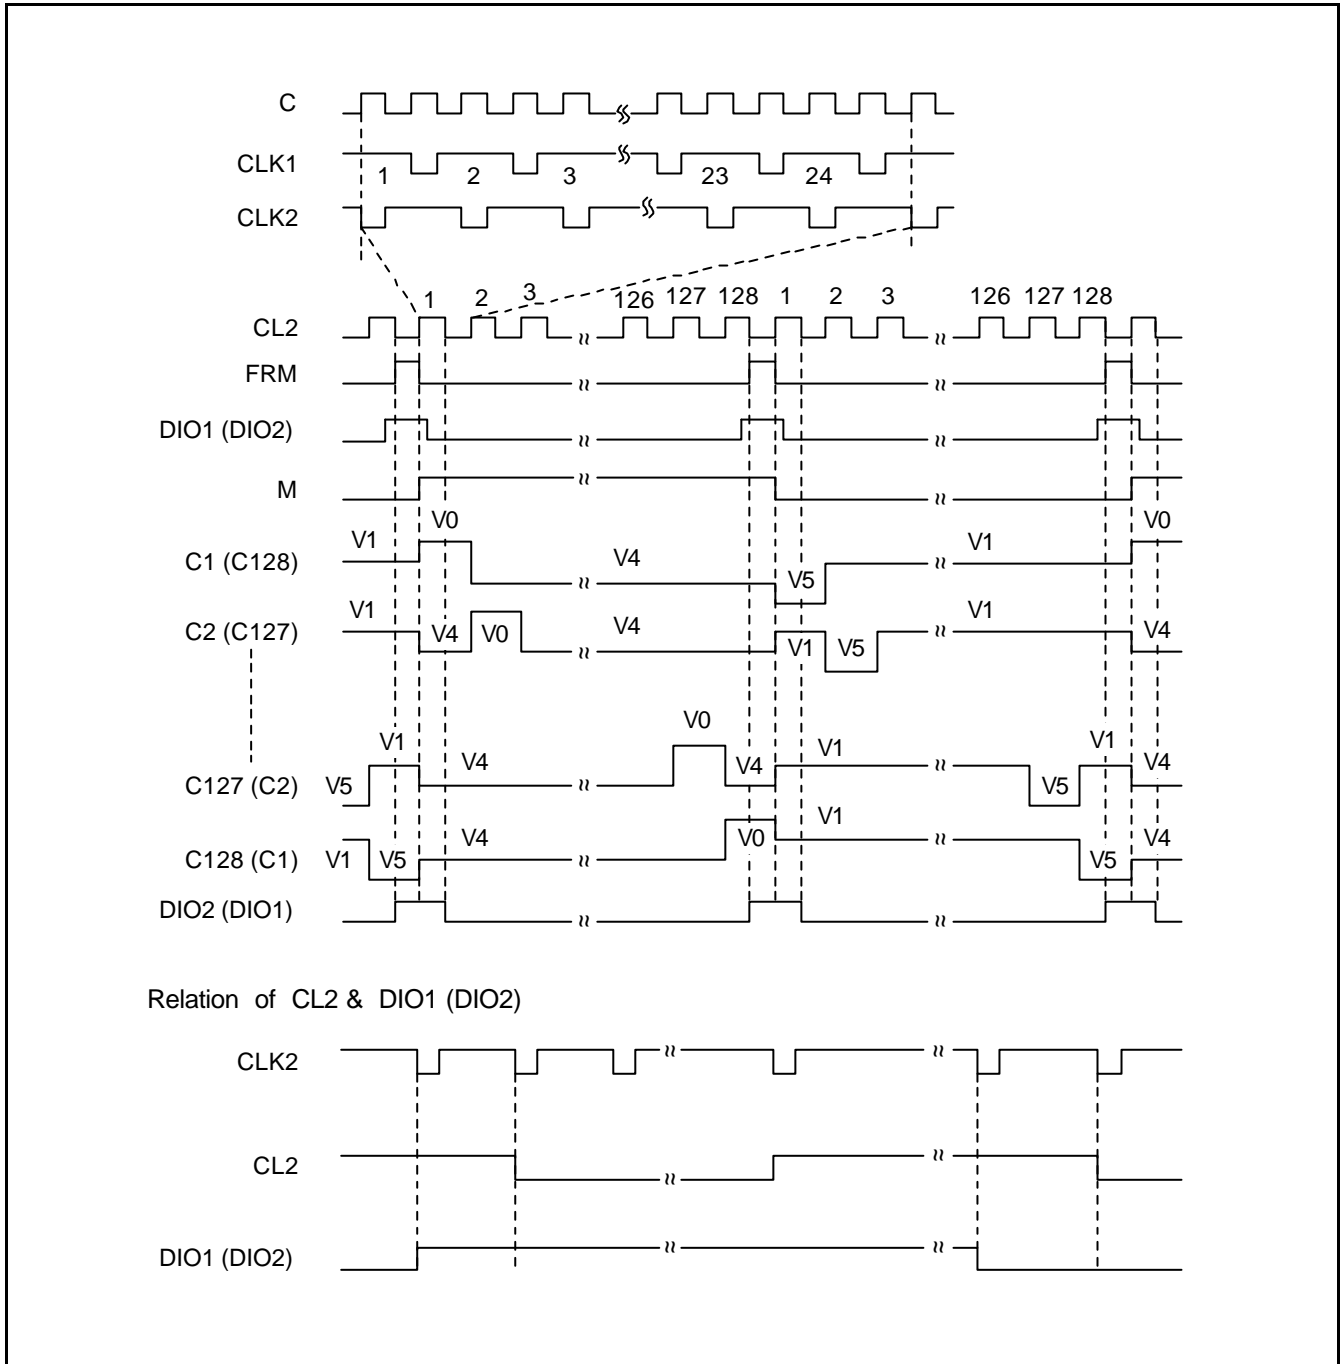 C
CLK1
1 2 3 23 24
CLK2
1 2 3 126 127 128 1 2 3 126 127 128
CL2
FRM
DIO1 (DIO2)
M
V0 V0
V1 V4 V1
C1 (C128) V5
V1 V4 V1
C2 (C127) V4 V0 V1 V5 V4
V0
V1 V4 V1 V1 V4
C127 (C2) V5 V4 V5
V4 V1 V4
C128 (C1) V1 V5 V0 V5
DIO2 (DIO1)
Relation of CL2 & DIO1 (DIO2)
CLK2
CL2
DIO1 (DIO2)